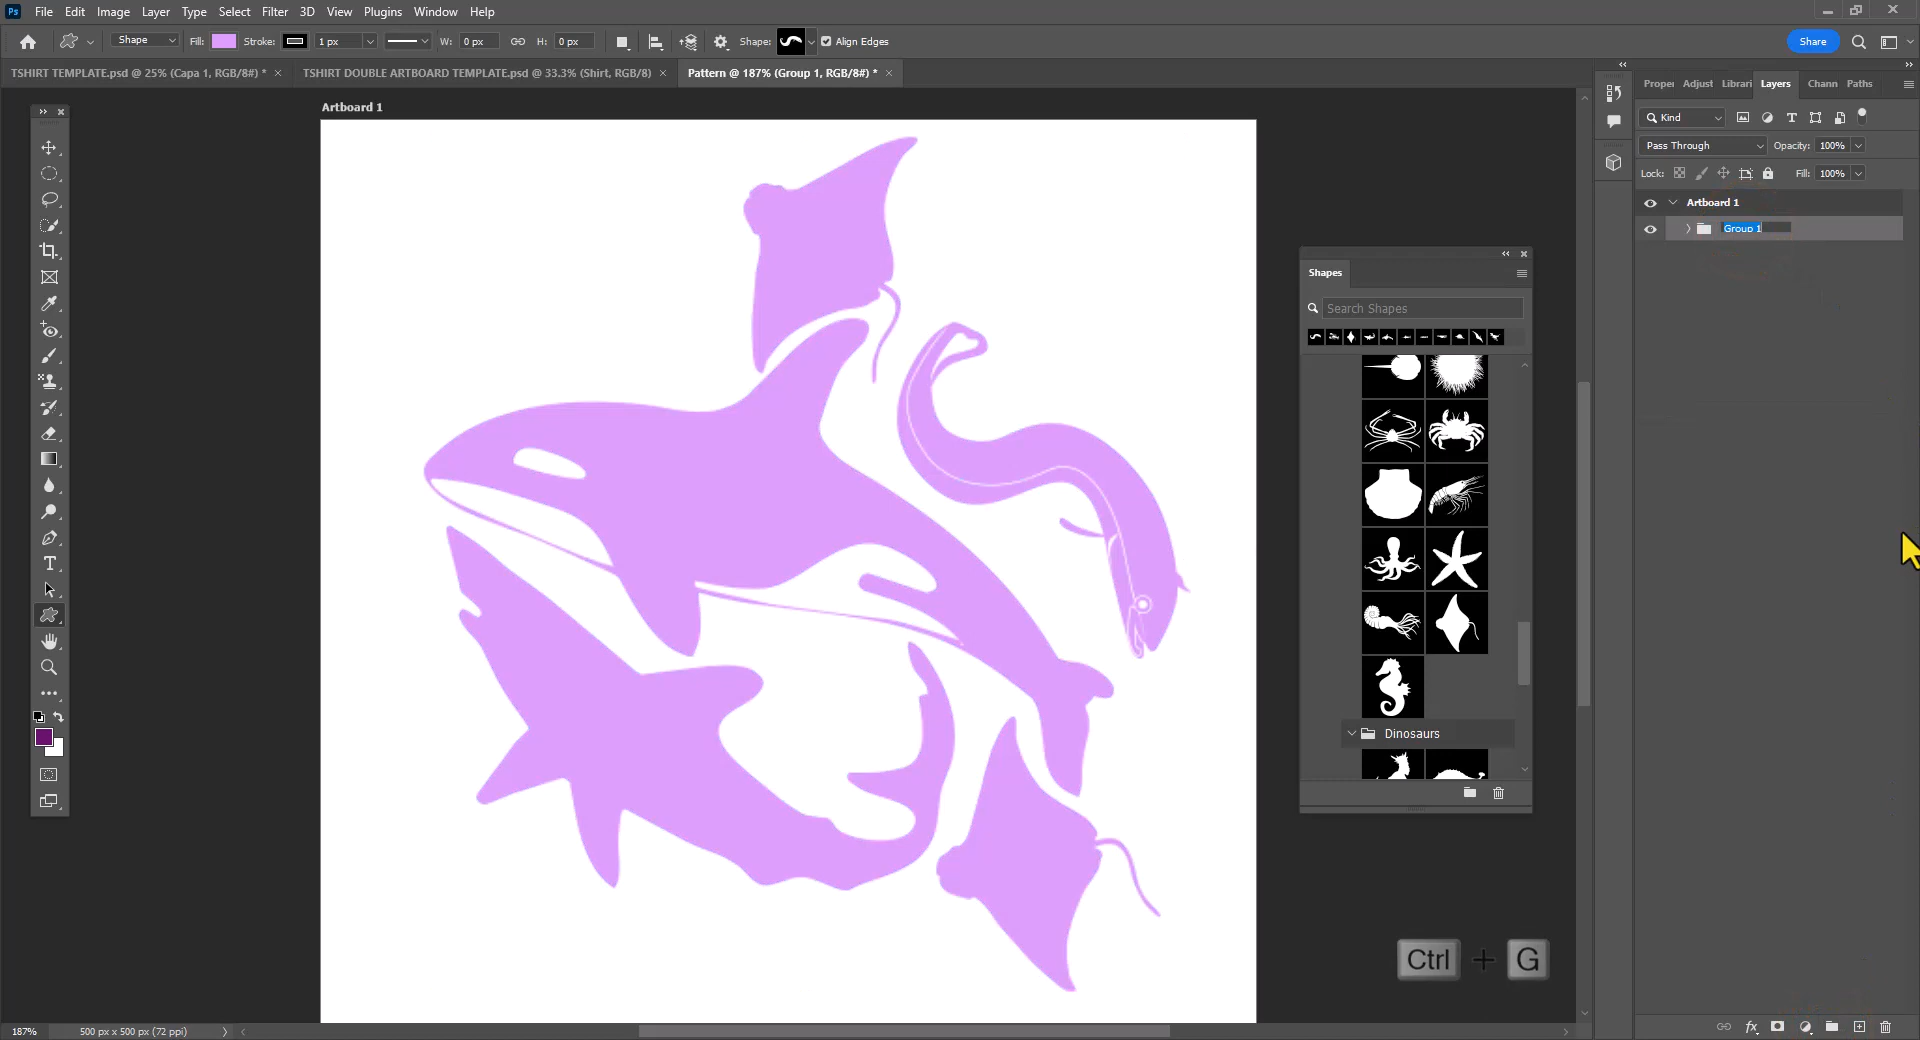 Ps File Edit Image Layer Type Select Filter 3D View Plugins Window Help
Shape Fill: Stroke: 1 px W: 0 px H: 0 px Shape: Align Edges Share
TSHIRT TEMPLATE.psd @ 25% (Capa 1, RGB/8#) * × TSHIRT DOUBLE ARTBOARD TEMPLATE.psd @ 33.3% (Shirt, RGB/8) × Pattern @ 187% (Group 1, RGB/8#) * ×
Proper Adjust Librari Layers Chann Paths
Artboard 1
Kind
Pass Through Opacity: 100%
Lock: Fill: 100%
Artboard 1
Group 1
Shapes
Search Shapes
Dinosaurs
Ctrl + G
187% 500 px x 500 px (72 ppi)